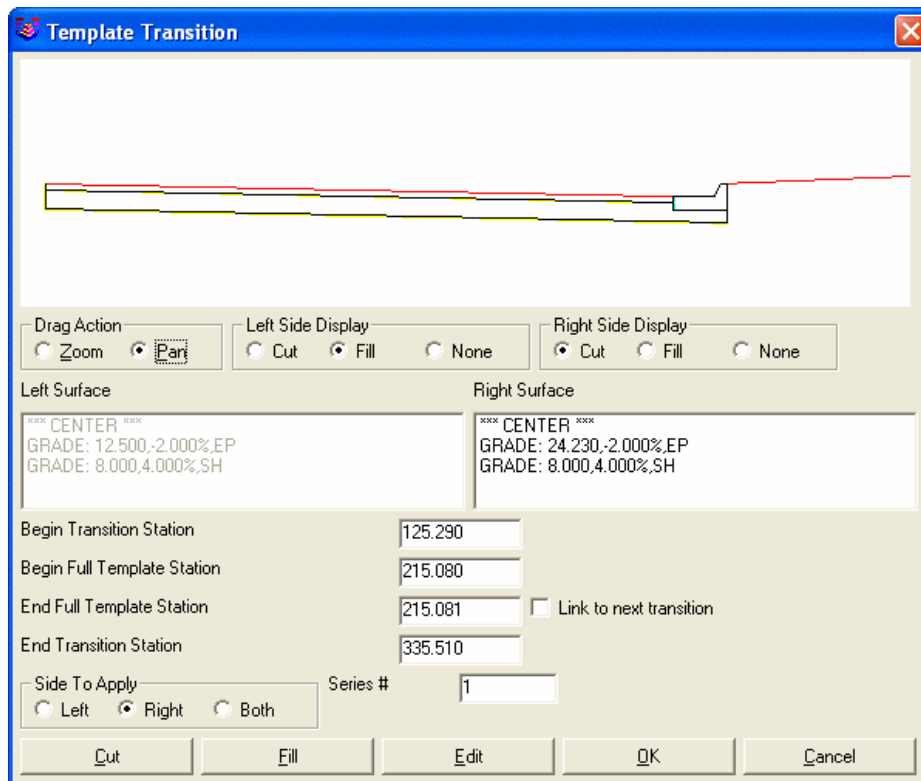 Template Transition
Drag Action
Zoom Pan
Left Side Display
Cut Fill None
Right Side Display
Cut Fill None
Left Surface
*** CENTER ***
GRADE: 12.500,-2.000%,EP
GRADE: 8.000,4.000%,SH
Right Surface
*** CENTER ***
GRADE: 24.230,-2.000%,EP
GRADE: 8.000,4.000%,SH
Begin Transition Station 125.290
Begin Full Template Station 215.080
End Full Template Station 215.081 Link to next transition
End Transition Station 335.510
Side To Apply
Left Right Both
Series # 1
Cut Fill Edit OK Cancel